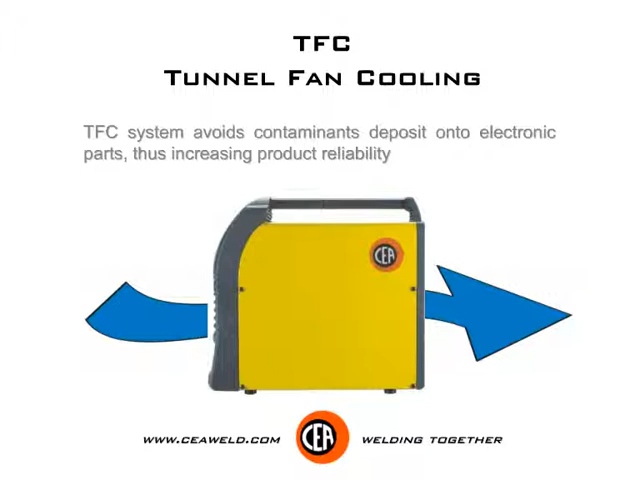 TFC
TUNNEL FAN COOLING
TFC system avoids contaminants deposit onto electronic
parts, thus increasing product reliability
CEA
WWW.CEAWELD.COM
CEA
WELDING TOGETHER